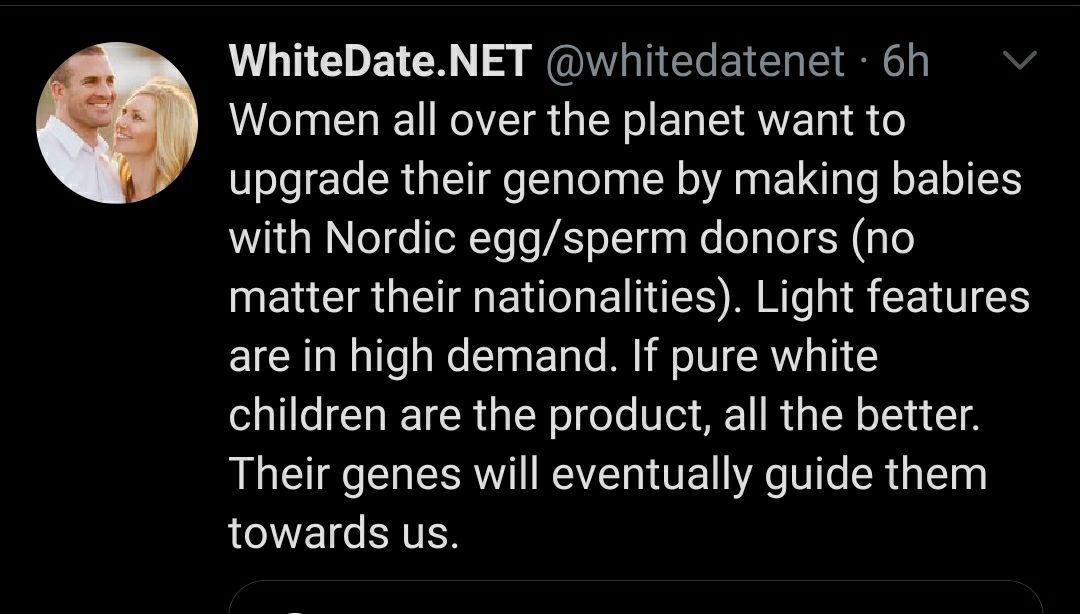 WhiteDate.NET @whitedatenet · 6h
Women all over the planet want to
upgrade their genome by making babies
with Nordic egg/sperm donors (no
matter their nationalities). Light features
are in high demand. If pure white
children are the product, all the better.
Their genes will eventually guide them
towards us.